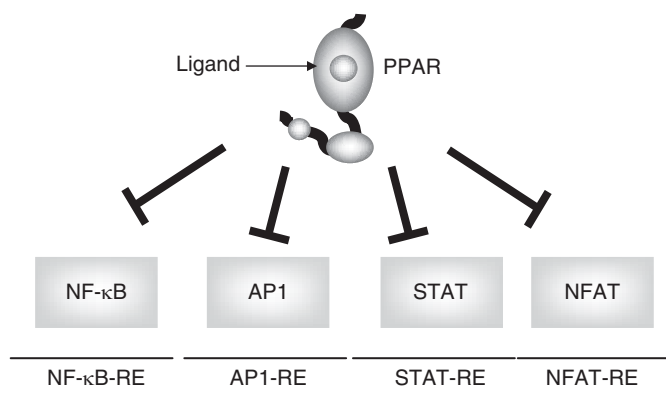 Ligand
PPAR
NF-κB
AP1
STAT
NFAT
NF-κB-RE
AP1-RE
STAT-RE
NFAT-RE